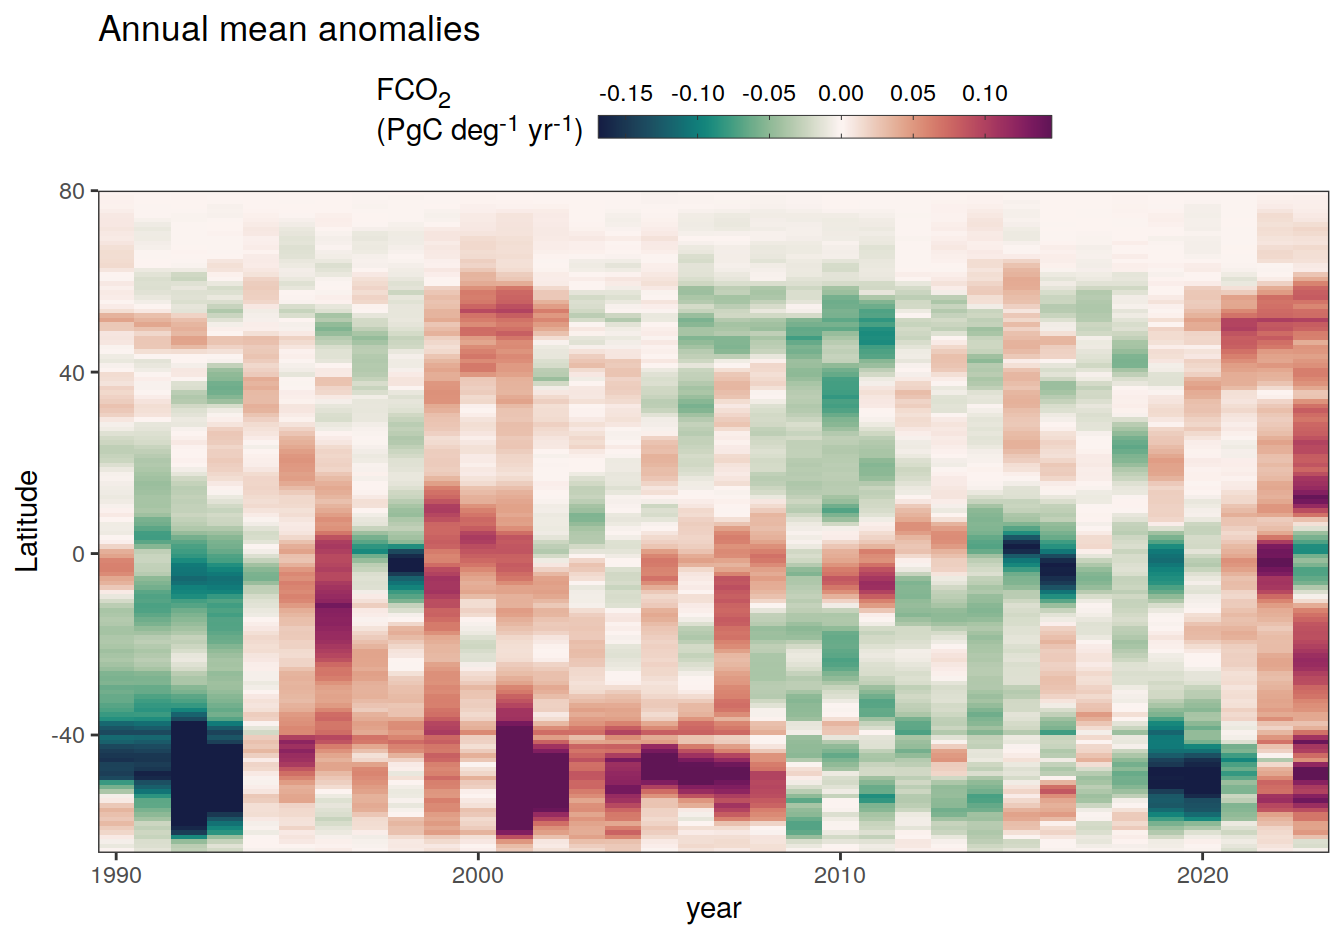 Annual mean anomalies
FCO₂
(PgC deg⁻¹ yr⁻¹)
-0.15 -0.10 -0.05 0.00 0.05 0.10
Latitude
80
40
0
-40
1990 2000 2010 2020
year